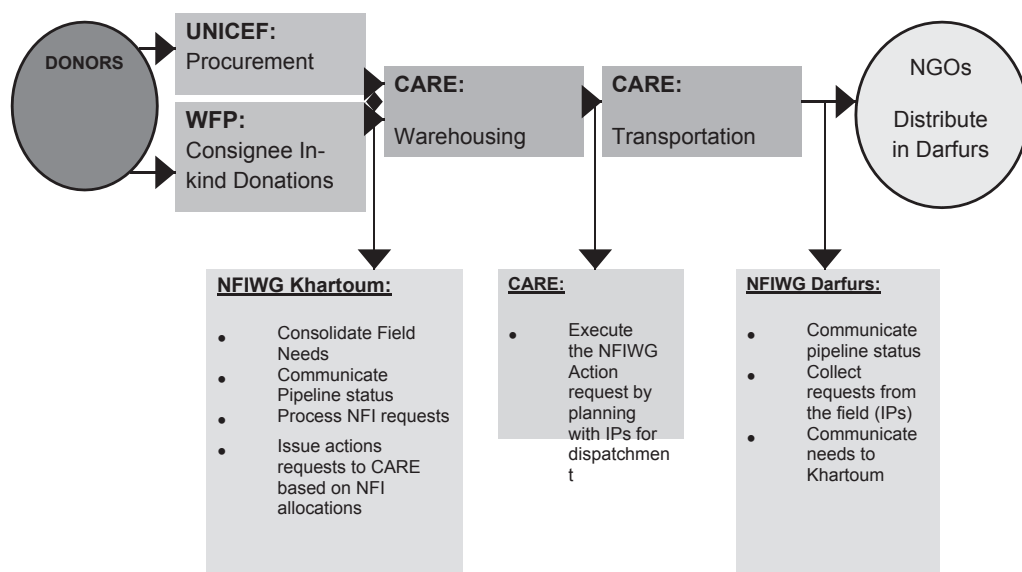 DONORS
UNICEF:
Procurement
WFP:
Consignee In-
kind Donations
CARE:
Warehousing
CARE:
Transportation
NGOs
Distribute
in Darfurs
NFIWG Khartoum:
• Consolidate Field
Needs
• Communicate
Pipeline status
• Process NFI requests
• Issue actions
requests to CARE
based on NFI
allocations
CARE:
• Execute
the NFIWG
Action
request by
planning
with IPs for
dispatchmen
t
NFIWG Darfurs:
• Communicate
pipeline status
• Collect
requests from
the field (IPs)
• Communicate
needs to
Khartoum